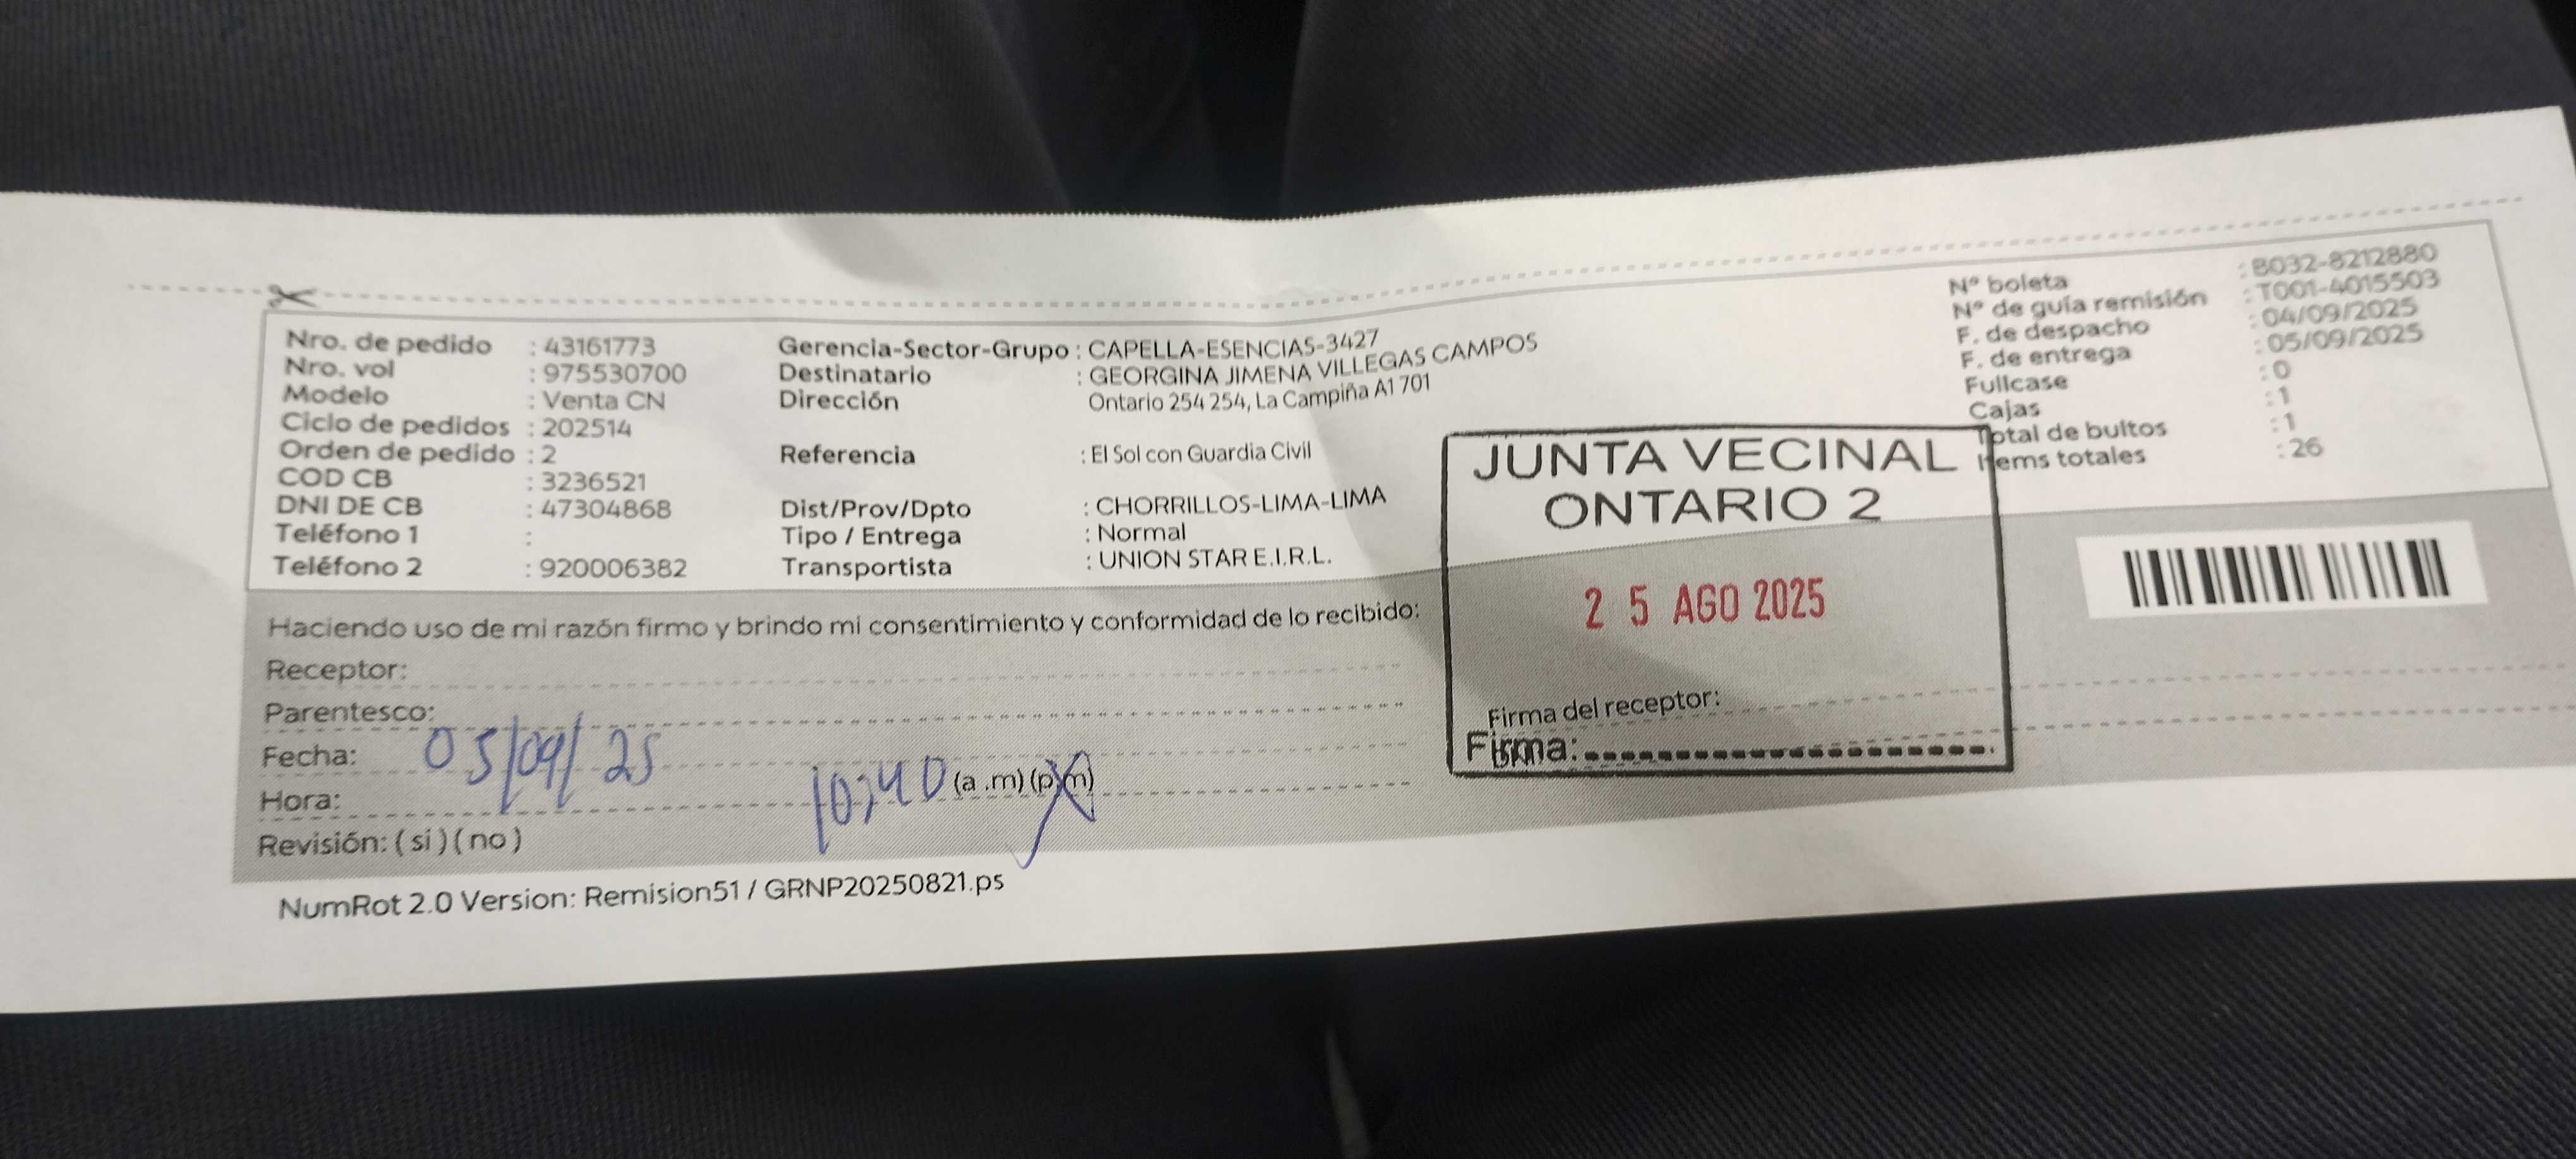 Nro. de pedido : 43161773
Nro. vol : 975530700
Modelo : Venta CN
Ciclo de pedidos : 202514
Orden de pedido : 2
COD CB : 3236521
DNI DE CB : 47304868
Teléfono 1 :
Teléfono 2 : 920006382
Gerencia-Sector-Grupo : CAPELLA-ESENCIAS-3427
Destinatario : GEORGINA JIMENA VILLEGAS CAMPOS
Dirección Ontario 254 254, La Campiña A1 701
Referencia : El Sol con Guardia Civil
Dist/Prov/Dpto : CHORRILLOS-LIMA-LIMA
Tipo / Entrega : Normal
Transportista : UNION STAR E.I.R.L.
N° boleta : B032-8212880
N° de guía remisión : T001-4015503
F. de despacho : 04/09/2025
F. de entrega : 05/09/2025
Fullcase : 0
Cajas : 1
Total de bultos : 1
Items totales : 26
JUNTA VECINAL
ONTARIO 2
25 AGO 2025
Firma del receptor:
Firma:
Haciendo uso de mi razón firmo y brindo mi consentimiento y conformidad de lo recibido:
Receptor:
Parentesco:
Fecha: 05/09/25
Hora: 10:40 (a .m) (p.m)
Revisión: ( si ) ( no )
NumRot 2.0 Version: Remision51 / GRNP20250821.ps